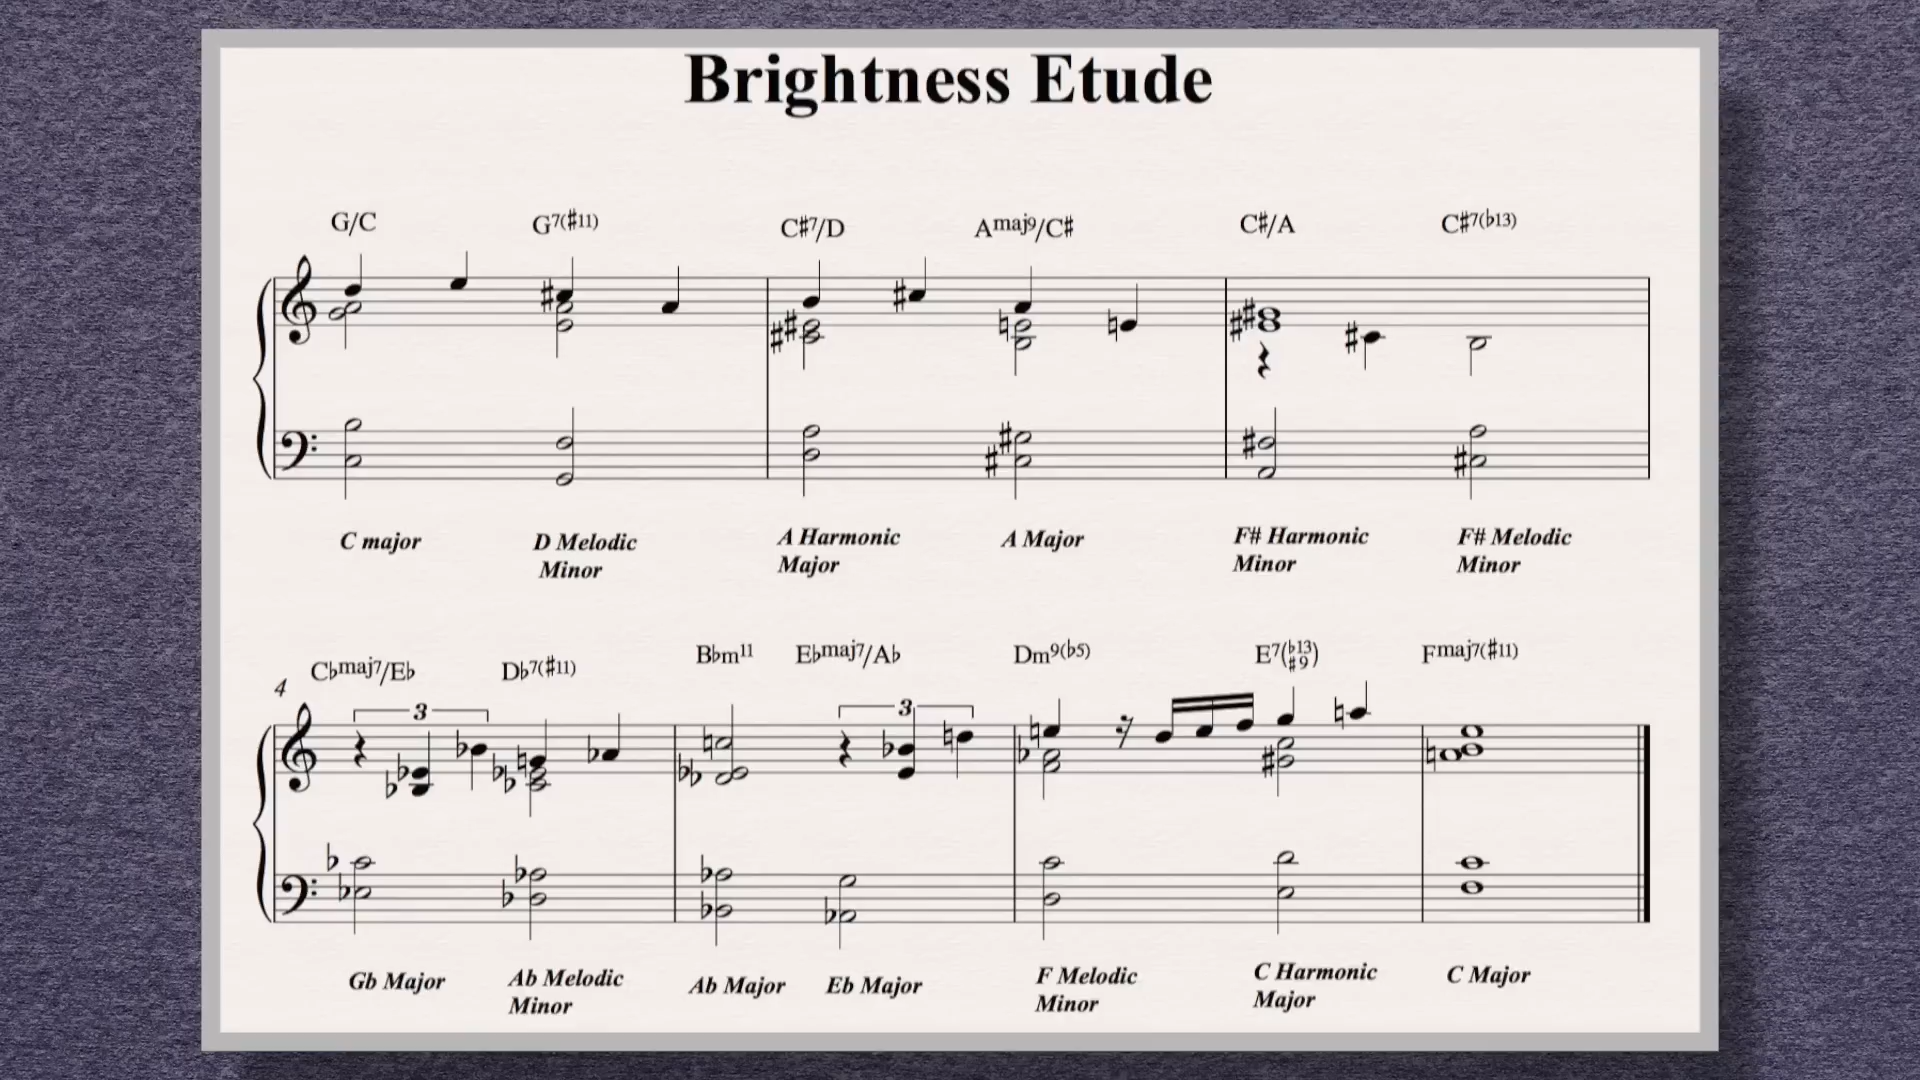 Brightness Etude
G/C G7(♯11) C♯7/D Amaj9/C♯ C♯/A C♯7(♭13)
C major D Melodic Minor A Harmonic Major A Major F# Harmonic Minor F# Melodic Minor
C♭maj7/E♭ D♭7(♯11) B♭m11 E♭maj7/A♭ Dm9(♭5) E7(♭13 ♯9) Fmaj7(♯11)
4
3 3
Gb Major Ab Melodic Minor Ab Major Eb Major F Melodic Minor C Harmonic Major C Major